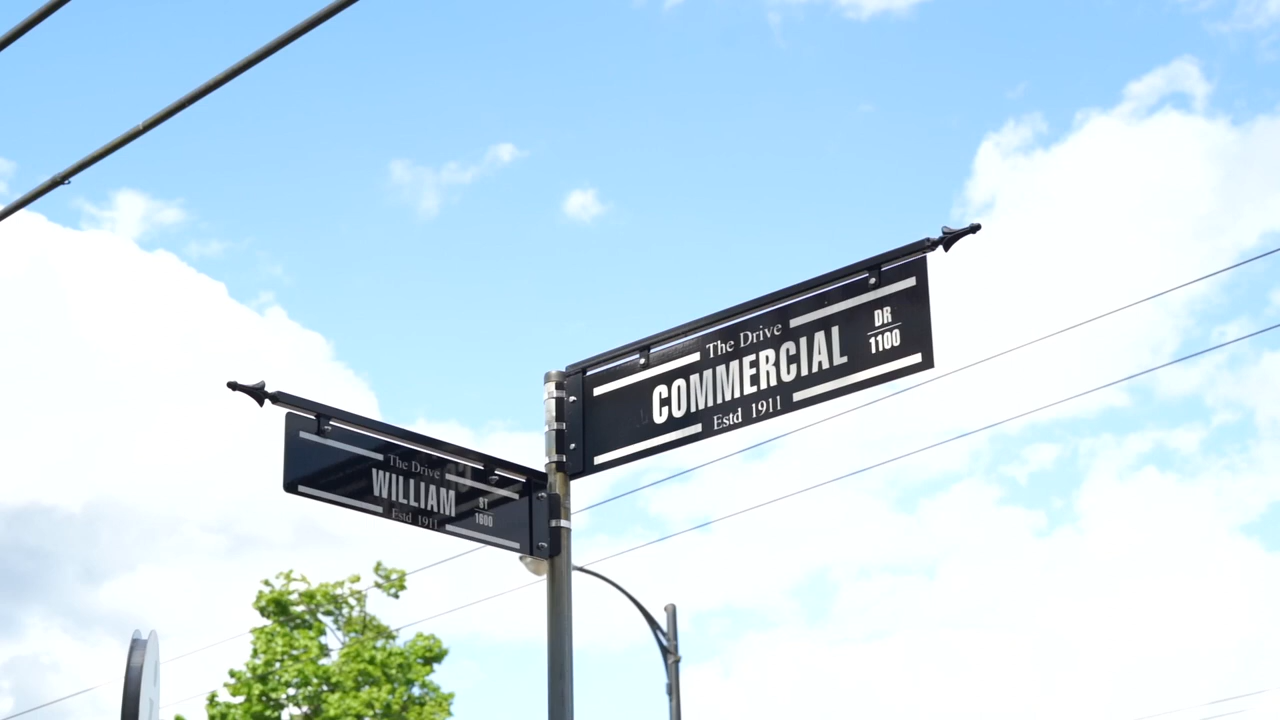 The Drive
COMMERCIAL
DR
1100
Estd 1911
The Drive
WILLIAM
ST
1600
Estd 1911